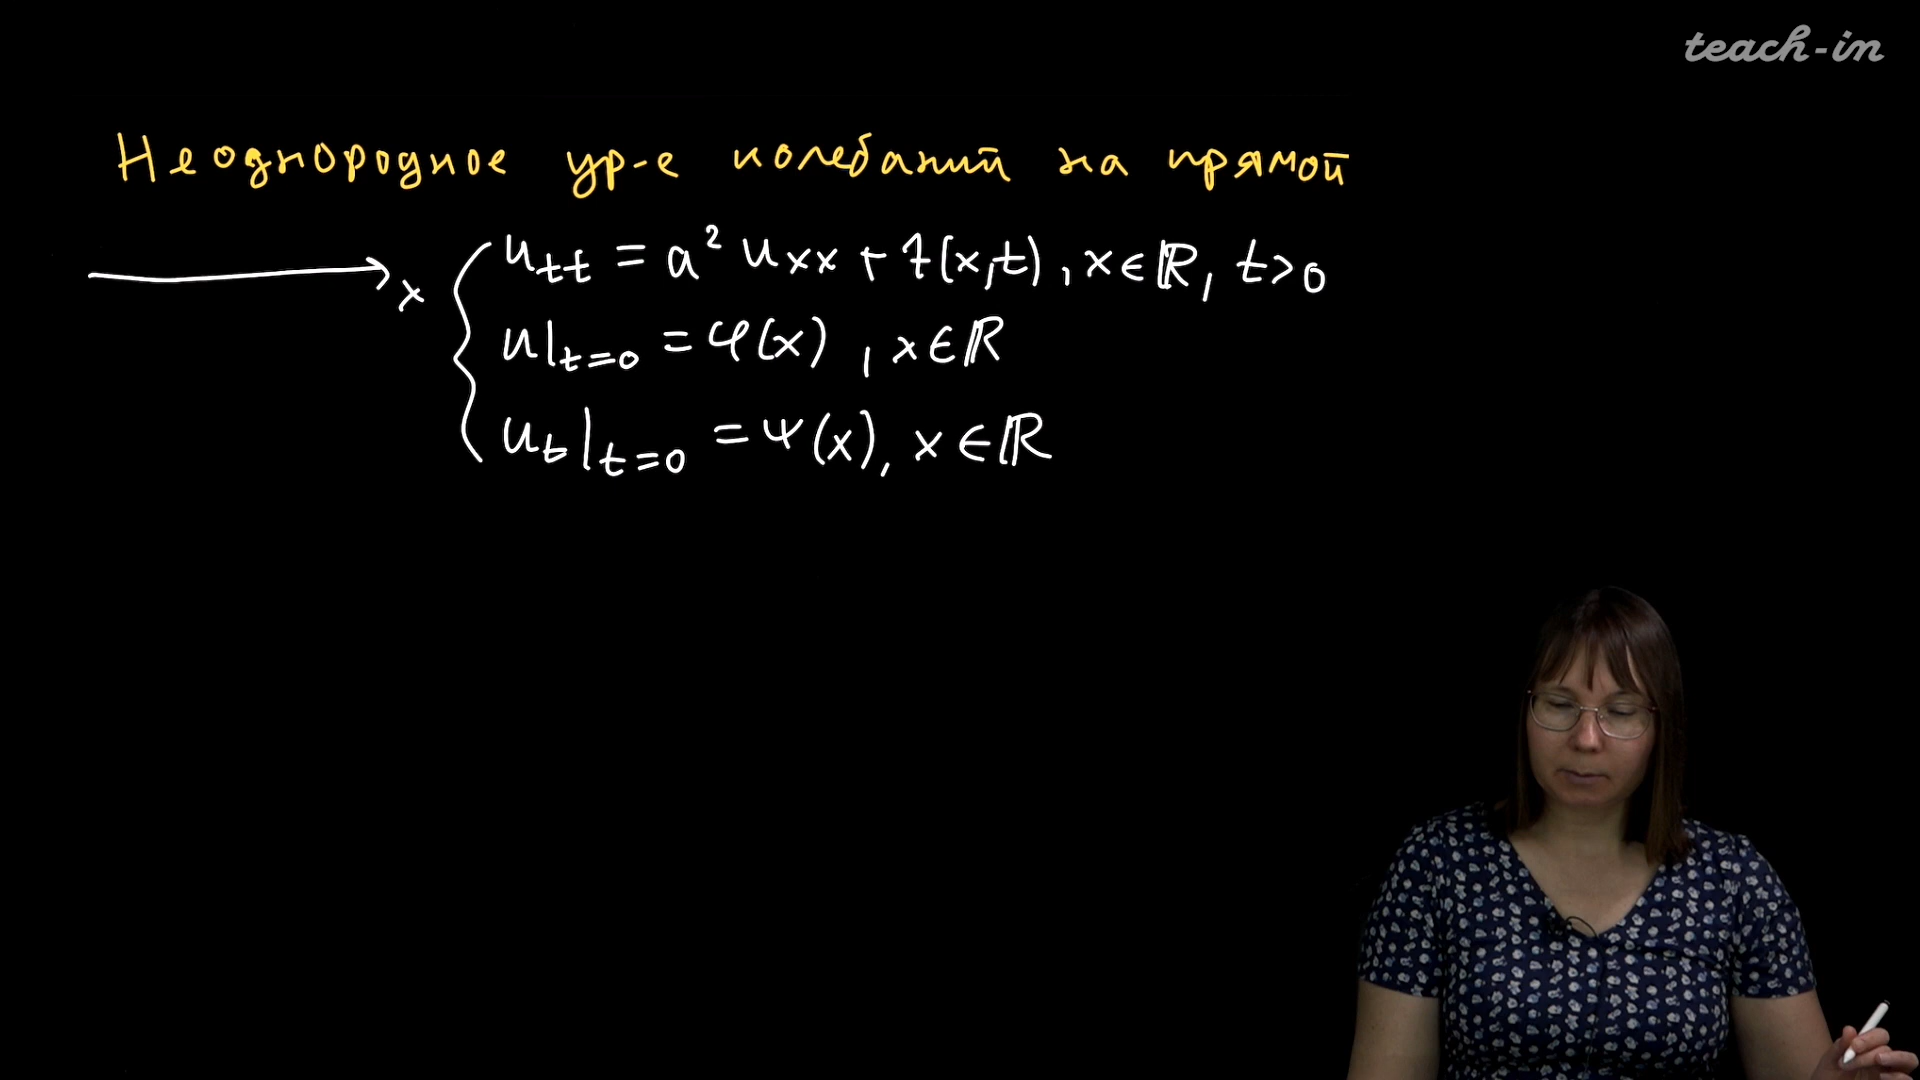 teach-in
Неоднородное ур-е колебаний на прямой
x
u_tt = a² u_xx + f(x,t), x∈ℝ, t>0
u|_t=0 = φ(x), x∈ℝ
u_t|_t=0 = ψ(x), x∈ℝ